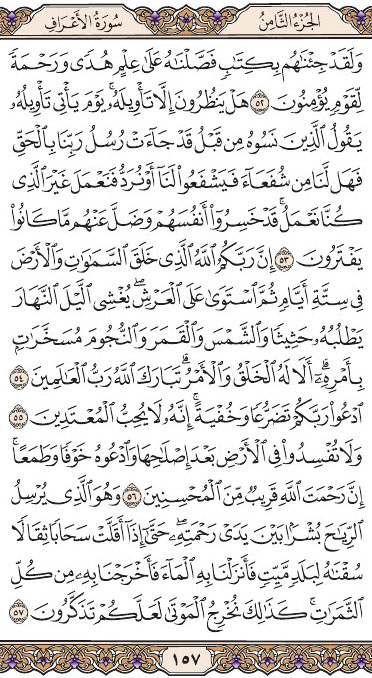 الجُزْءُ الثَّامِنُ
سُورَةُ الأَعْرَافِ
وَلَقَدْ جِئْنَٰهُم بِكِتَٰبٍ فَصَّلْنَٰهُ عَلَىٰ عِلْمٍ هُدًى وَرَحْمَةً
لِّقَوْمٍ يُؤْمِنُونَ ٥٢ هَلْ يَنظُرُونَ إِلَّا تَأْوِيلَهُۥ يَوْمَ يَأْتِى تَأْوِيلُهُۥ
يَقُولُ الَّذِينَ نَسُوهُ مِن قَبْلُ قَدْ جَآءَتْ رُسُلُ رَبِّنَا بِالْحَقِّ
فَهَل لَّنَا مِن شُفَعَآءَ فَيَشْفَعُوا۟ لَنَآ أَوْ نُرَدُّ فَنَعْمَلَ غَيْرَ الَّذِى
كُنَّا نَعْمَلُ ۚ قَدْ خَسِرُوٓا۟ أَنفُسَهُمْ وَضَلَّ عَنْهُم مَّا كَانُوا۟
يَفْتَرُونَ ٥٣ إِنَّ رَبَّكُمُ اللَّهُ الَّذِى خَلَقَ السَّمَٰوَٰتِ وَالْأَرْضَ
فِى سِتَّةِ أَيَّامٍ ثُمَّ اسْتَوَىٰ عَلَى الْعَرْشِ يُغْشِى الَّيْلَ النَّهَارَ
يَطْلُبُهُۥ حَثِيثًا وَالشَّمْسَ وَالْقَمَرَ وَالنُّجُومَ مُسَخَّرَٰتٍۭ
بِأَمْرِهِۦٓ ۗ أَلَا لَهُ الْخَلْقُ وَالْأَمْرُ ۗ تَبَارَكَ اللَّهُ رَبُّ الْعَٰلَمِينَ ٥٤
ادْعُوا۟ رَبَّكُمْ تَضَرُّعًا وَخُفْيَةً ۚ إِنَّهُۥ لَا يُحِبُّ الْمُعْتَدِينَ ٥٥
وَلَا تُفْسِدُوا۟ فِى الْأَرْضِ بَعْدَ إِصْلَٰحِهَا وَادْعُوهُ خَوْفًا وَطَمَعًا ۚ
إِنَّ رَحْمَتَ اللَّهِ قَرِيبٌ مِّنَ الْمُحْسِنِينَ ٥٦ وَهُوَ الَّذِى يُرْسِلُ
الرِّيَٰحَ بُشْرًۢا بَيْنَ يَدَىْ رَحْمَتِهِۦ ۖ حَتَّىٰٓ إِذَآ أَقَلَّتْ سَحَابًا ثِقَالًا
سُقْنَٰهُ لِبَلَدٍ مَّيِّتٍ فَأَنزَلْنَا بِهِ الْمَآءَ فَأَخْرَجْنَا بِهِۦ مِن كُلِّ
الثَّمَرَٰتِ ۚ كَذَٰلِكَ نُخْرِجُ الْمَوْتَىٰ لَعَلَّكُمْ تَذَكَّرُونَ ٥٧
١٥٧